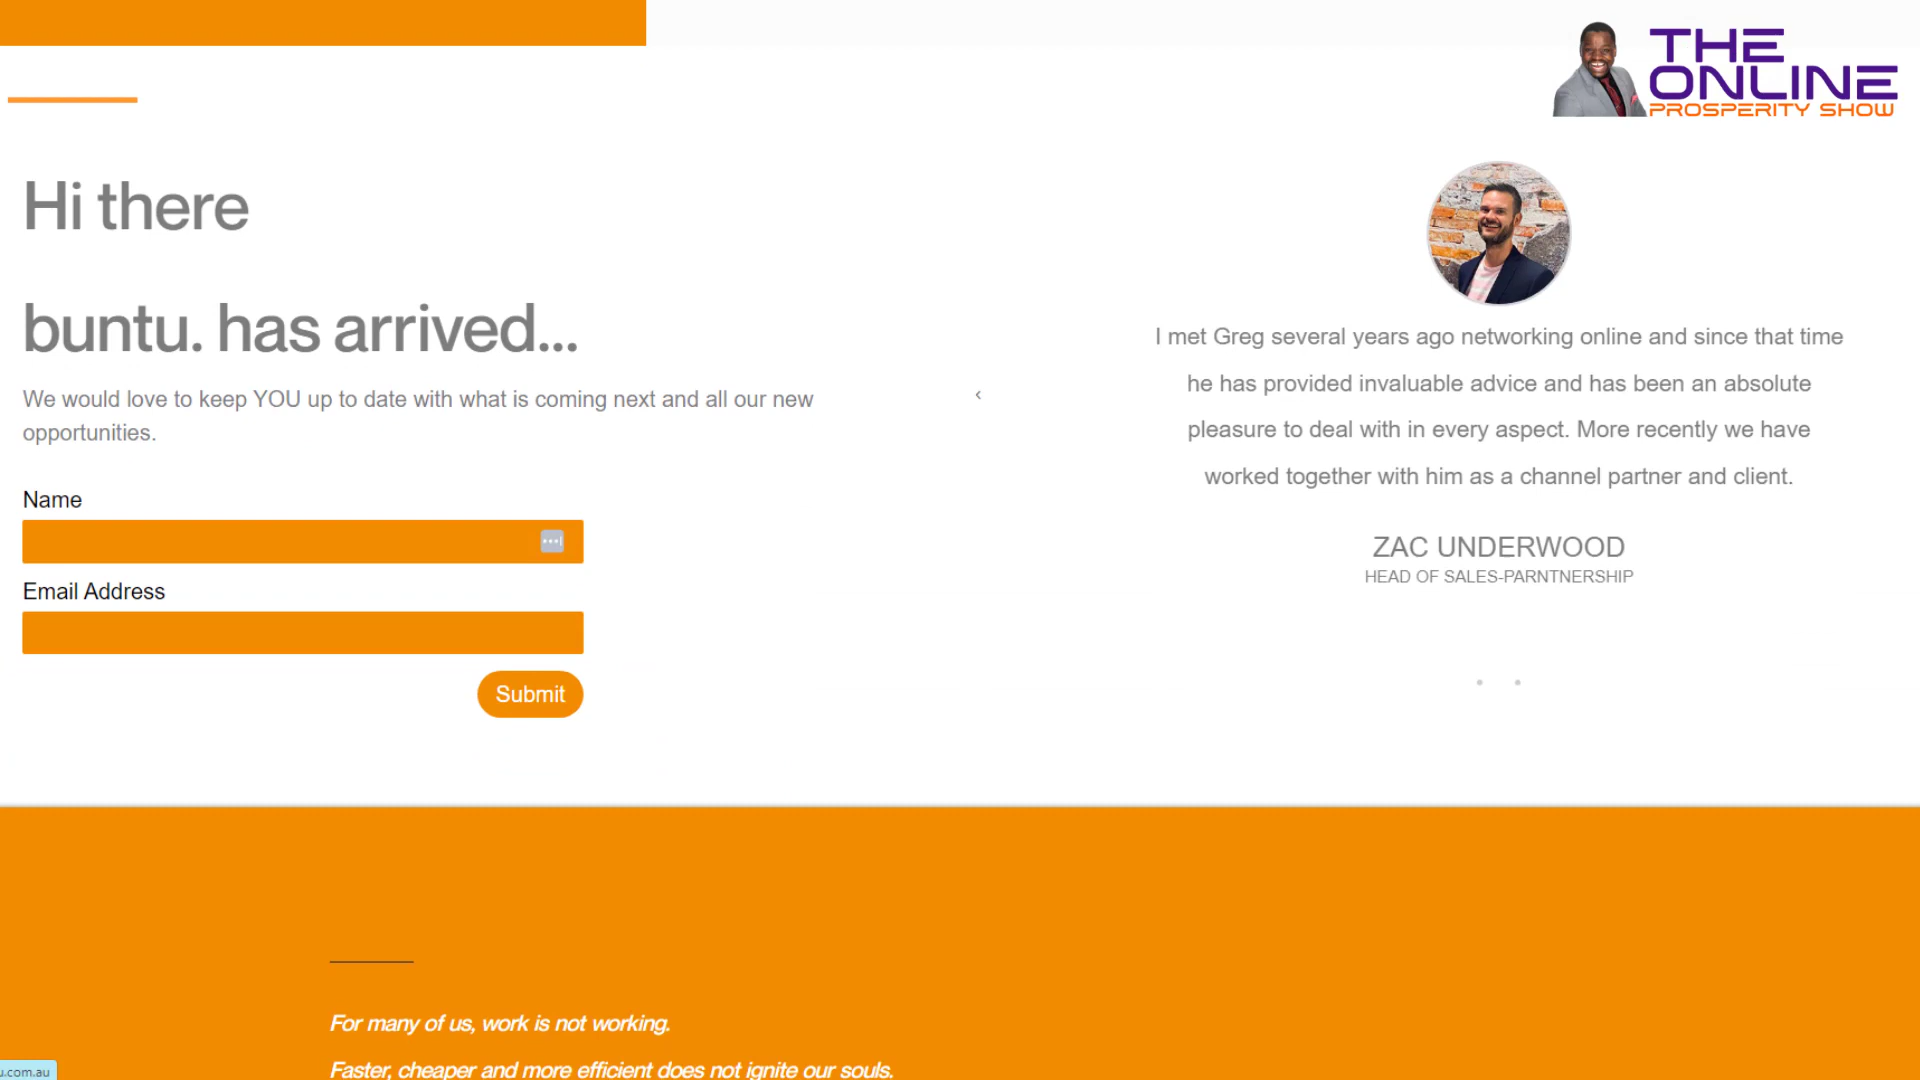 THE
ONLINE
PROSPERITY SHOW
Hi there
buntu. has arrived...
We would love to keep YOU up to date with what is coming next and all our new
opportunities.
Name
Email Address
Submit
I met Greg several years ago networking online and since that time
he has provided invaluable advice and has been an absolute
pleasure to deal with in every aspect. More recently we have
worked together with him as a channel partner and client.
ZAC UNDERWOOD
HEAD OF SALES-PARNTNERSHIP
For many of us, work is not working.
Faster, cheaper and more efficient does not ignite our souls.
u.com.au